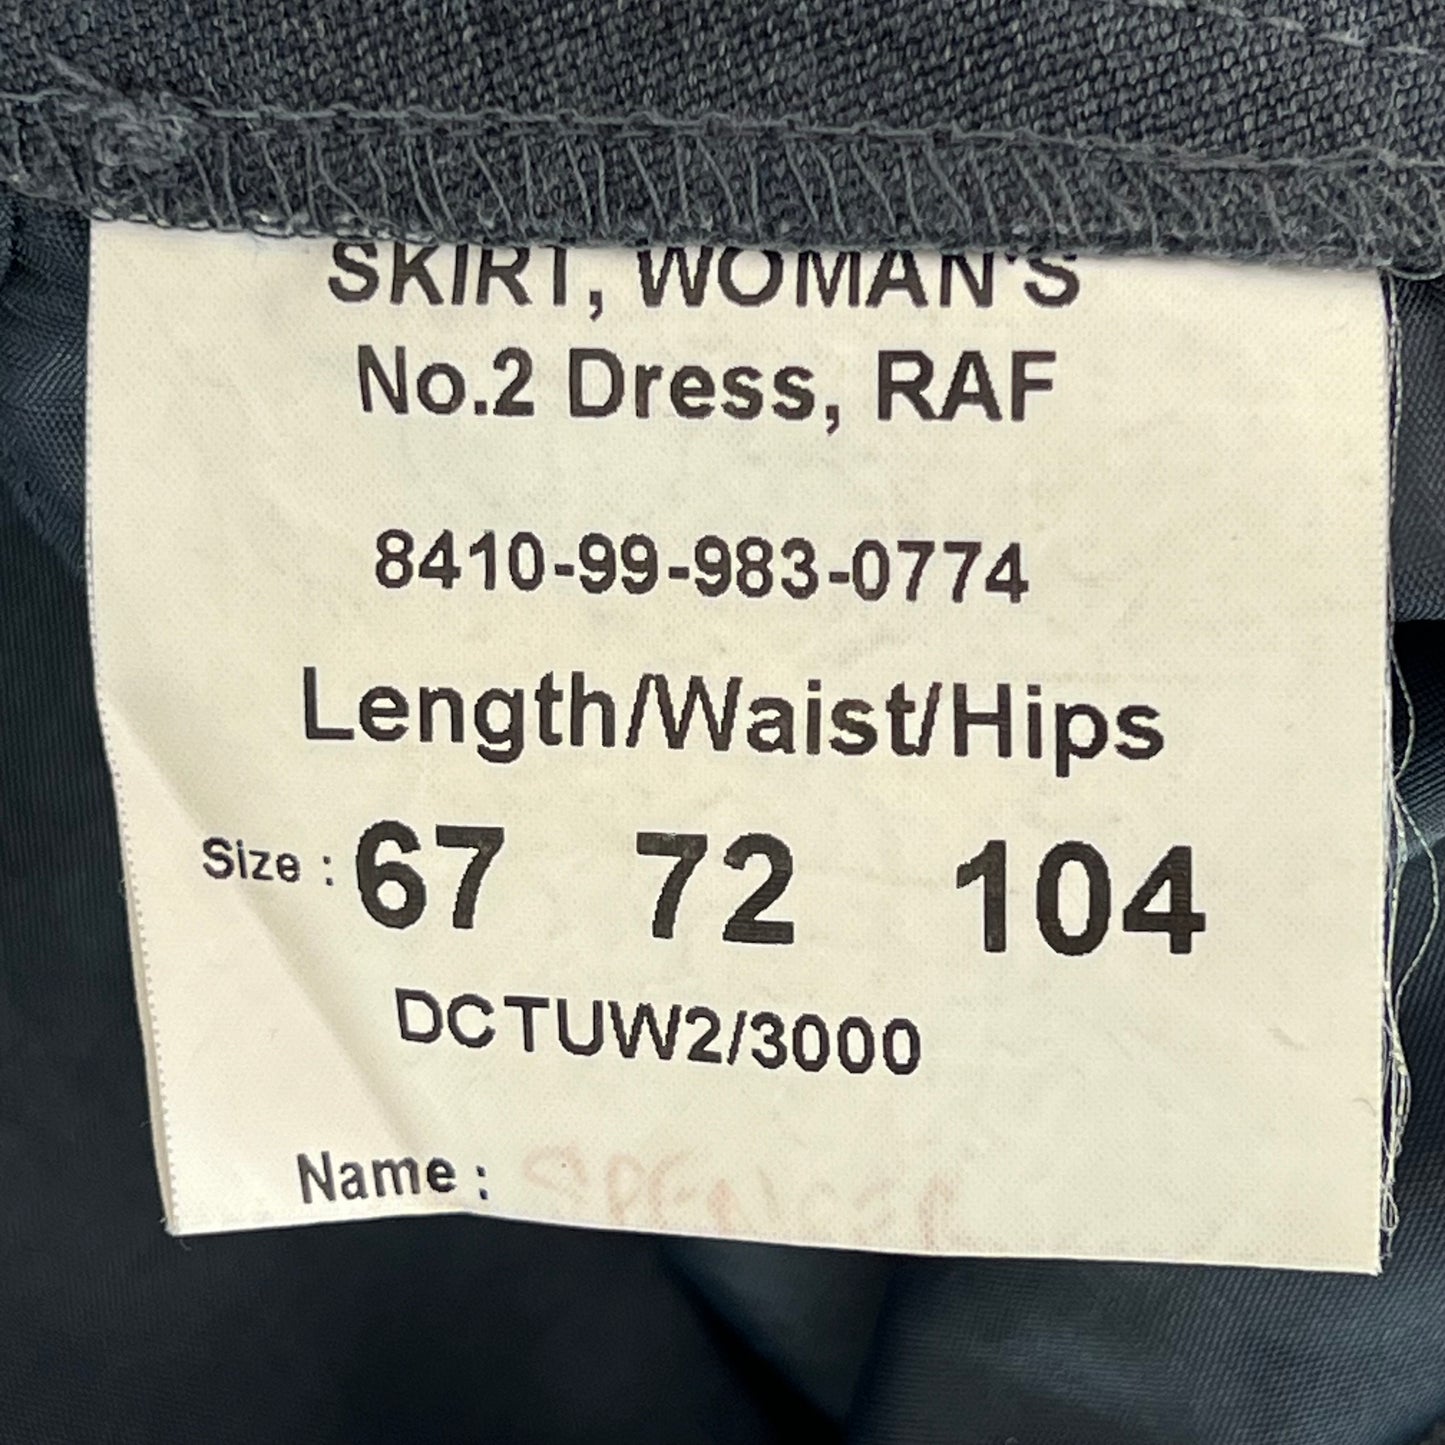 SKIRT, WOMAN'S
No.2 Dress, RAF
8410-99-983-0774
Length/Waist/Hips
Size : 67 72 104
DCTUW2/3000
Name :